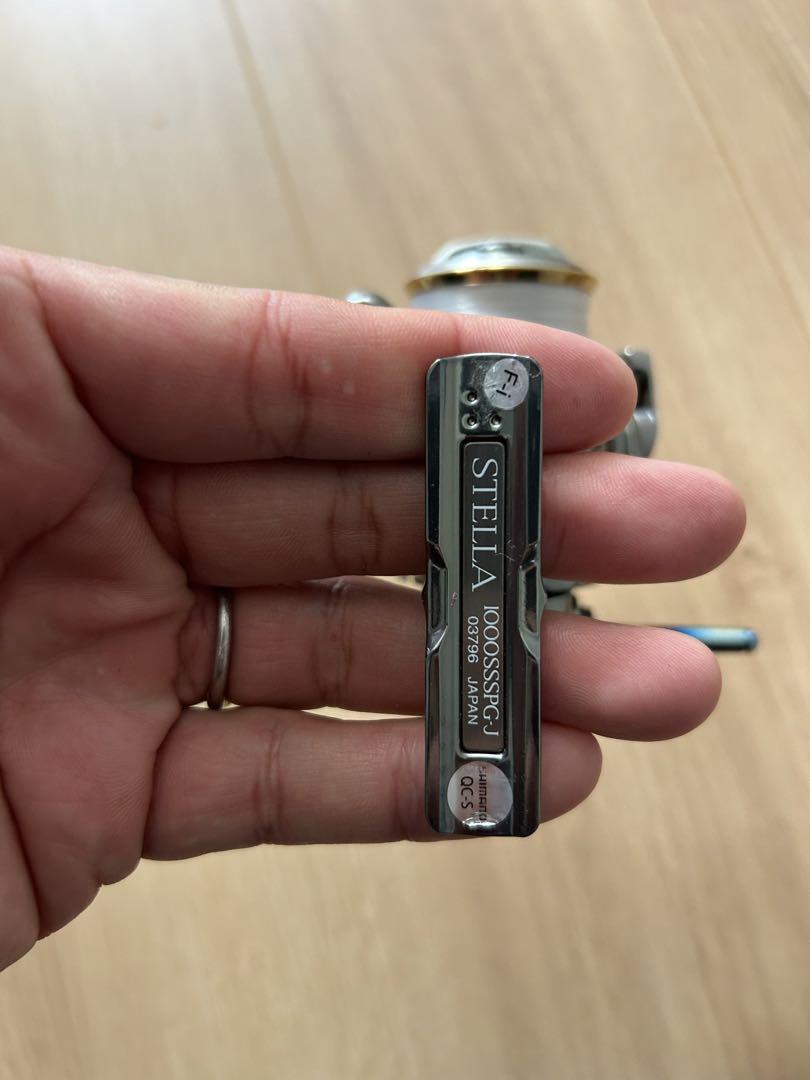 F-i
STELLA 1000SSSPG-J
03796 JAPAN
SHIMANO
QC-S